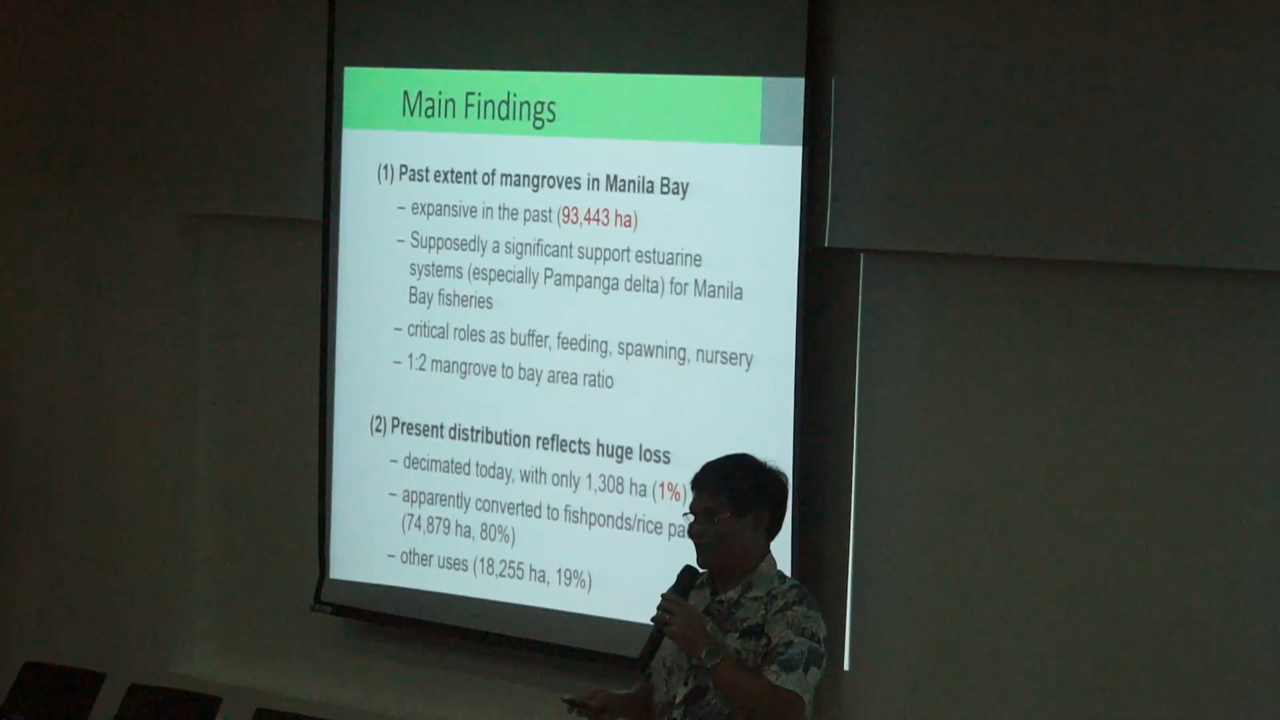 Main Findings
(1) Past extent of mangroves in Manila Bay
– expansive in the past (93,443 ha)
– Supposedly a significant support estuarine
systems (especially Pampanga delta) for Manila
Bay fisheries
– critical roles as buffer, feeding, spawning, nursery
– 1:2 mangrove to bay area ratio
(2) Present distribution reflects huge loss
– decimated today, with only 1,308 ha (1%)
– apparently converted to fishponds/rice pa
(74,879 ha, 80%)
– other uses (18,255 ha, 19%)